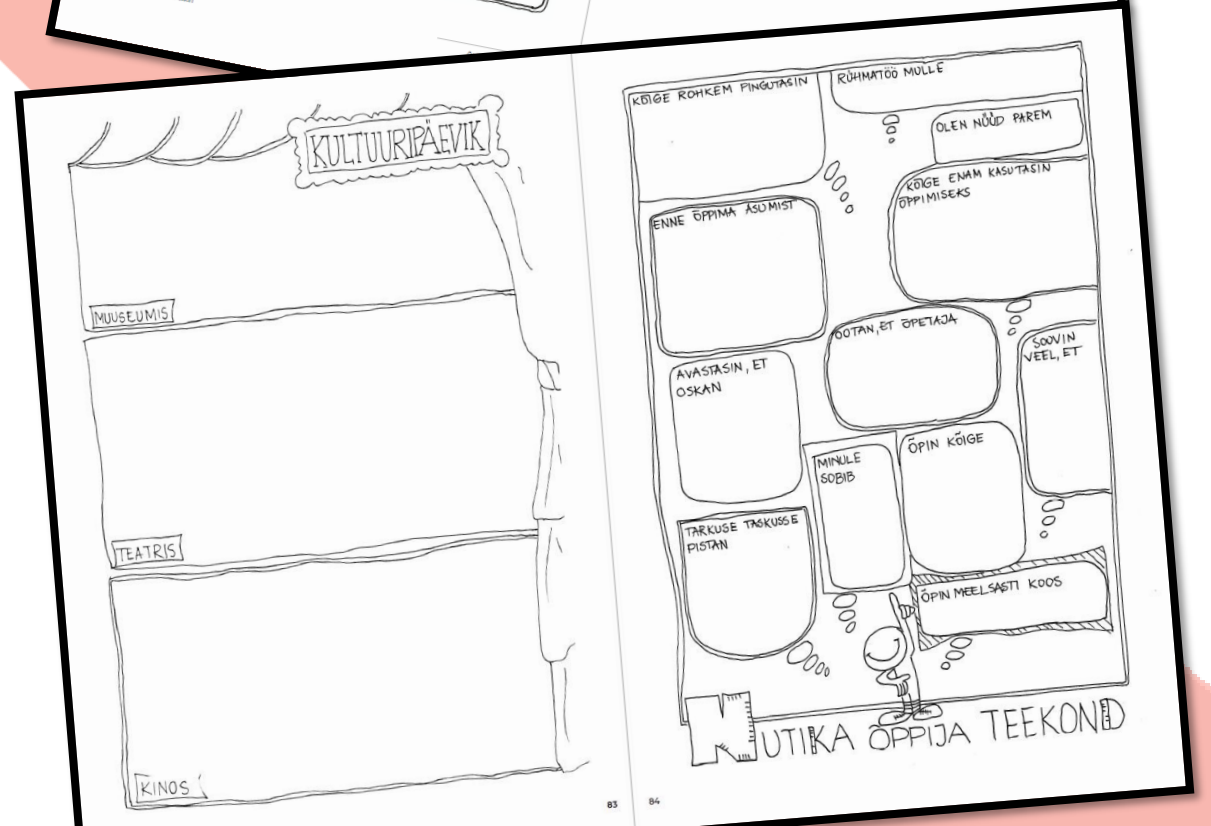 KULTUURIPÄEVIK
MUUSEUMIS
TEATRIS
KINOS
83
KÕIGE ROHKEM PINGUTASIN
RÜHMATÖÖ MULLE
OLEN NÜÜD PAREM
KÕIGE ENAM KASUTASIN
ÕPPIMISEKS
ENNE ÕPPIMA ASUMIST
OOTAN, ET ÕPETAJA
SOOVIN
VEEL, ET
AVASTASIN, ET
OSKAN
MINULE
SOBIB
ÕPIN KÕIGE
TARKUSE TASKUSSE
PISTAN
ÕPIN MEELSASTI KOOS
NUTIKA ÕPPIJA TEEKOND
84